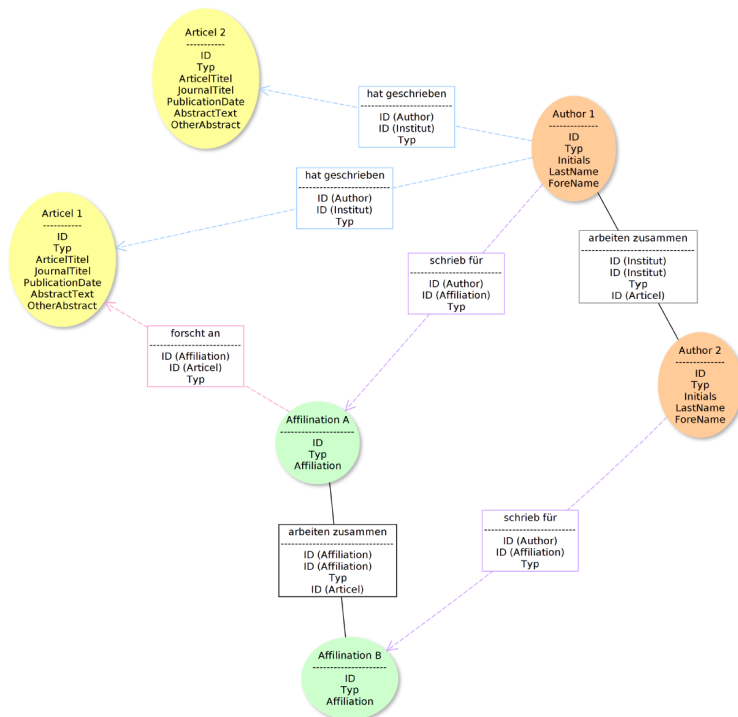 Articel 2
-----------
ID
Typ
ArticelTitel
JournalTitel
PublicationDate
AbstractText
OtherAbstract
hat geschrieben
ID (Author)
ID (Institut)
Typ
Author 1
ID
Typ
Initials
LastName
ForeName
hat geschrieben
ID (Author)
ID (Institut)
Typ
Articel 1
-----------
ID
Typ
ArticelTitel
JournalTitel
PublicationDate
AbstractText
OtherAbstract
arbeiten zusammen
ID (Institut)
ID (Institut)
Typ
ID (Articel)
schrieb für
ID (Author)
ID (Affiliation)
Typ
forscht an
ID (Affiliation)
ID (Articel)
Typ
Author 2
ID
Typ
Initials
LastName
ForeName
Affilination A
ID
Typ
Affiliation
schrieb für
ID (Author)
ID (Affiliation)
Typ
arbeiten zusammen
ID (Affiliation)
ID (Affiliation)
Typ
ID (Articel)
Affilination B
ID
Typ
Affiliation